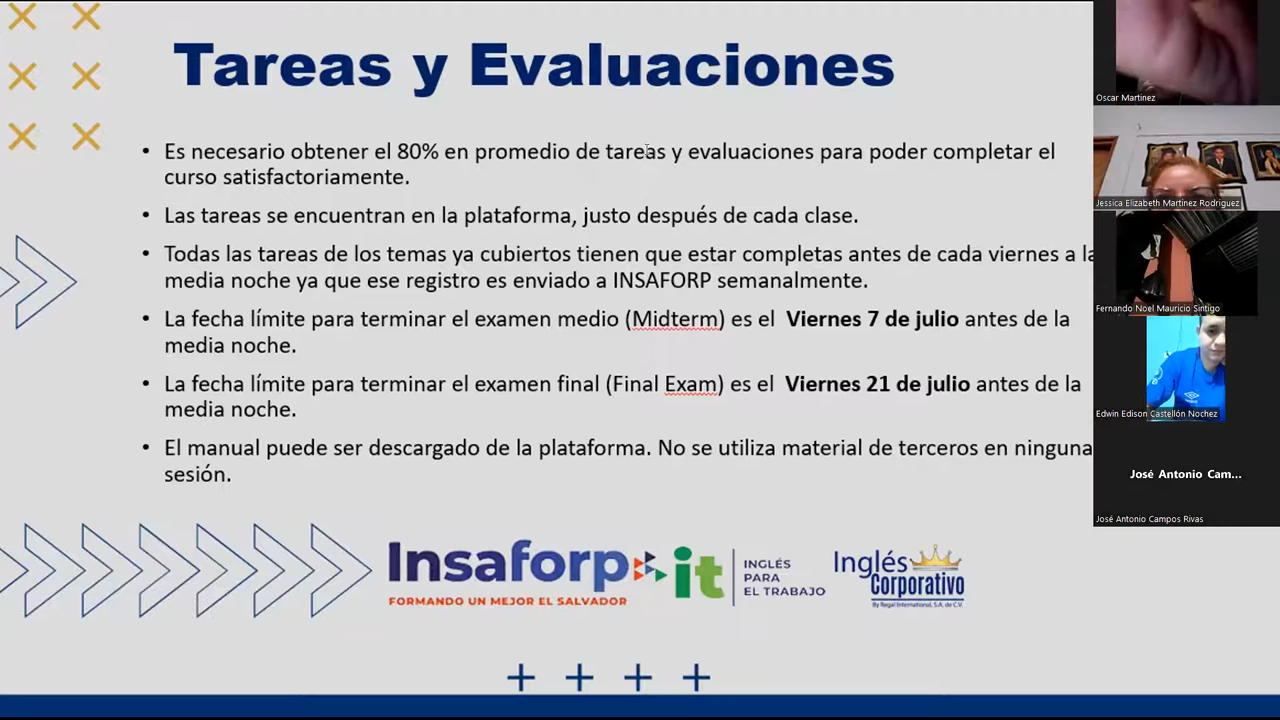 Tareas y Evaluaciones
• Es necesario obtener el 80% en promedio de tareas y evaluaciones para poder completar el
curso satisfactoriamente.
• Las tareas se encuentran en la plataforma, justo después de cada clase.
• Todas las tareas de los temas ya cubiertos tienen que estar completas antes de cada viernes a la
media noche ya que ese registro es enviado a INSAFORP semanalmente.
• La fecha límite para terminar el examen medio (Midterm) es el Viernes 7 de julio antes de la
media noche.
• La fecha límite para terminar el examen final (Final Exam) es el Viernes 21 de julio antes de la
media noche.
• El manual puede ser descargado de la plataforma. No se utiliza material de terceros en ninguna
sesión.
Insaforp
FORMANDO UN MEJOR EL SALVADOR
it
INGLÉS
PARA
EL TRABAJO
Inglés
Corporativo
By Regal International, S.A. de C.V.
Oscar Martinez
Jessica Elizabeth Martinez Rodriguez
Fernando Noel Mauricio Sintigo
Edwin Edison Castellón Nochez
José Antonio Cam...
José Antonio Campos Rivas